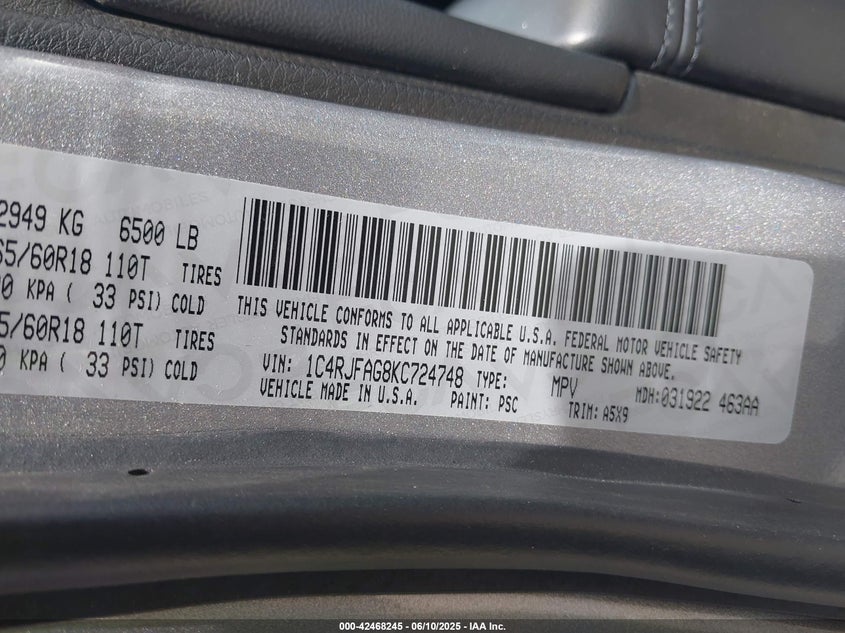 2949 KG 6500 LB
65/60R18 110T TIRES
0 KPA ( 33 PSI) COLD
5/60R18 110T TIRES
0 KPA ( 33 PSI) COLD
THIS VEHICLE CONFORMS TO ALL APPLICABLE U.S.A. FEDERAL MOTOR VEHICLE SAFETY
STANDARDS IN EFFECT ON THE DATE OF MANUFACTURE SHOWN ABOVE.
VIN: 1C4RJFAG8KC724748 TYPE: MPV MDH:031922 463AA
VEHICLE MADE IN U.S.A. PAINT: PSC TRIM: A5X9
000-42468245 - 06/10/2025 - IAA Inc.